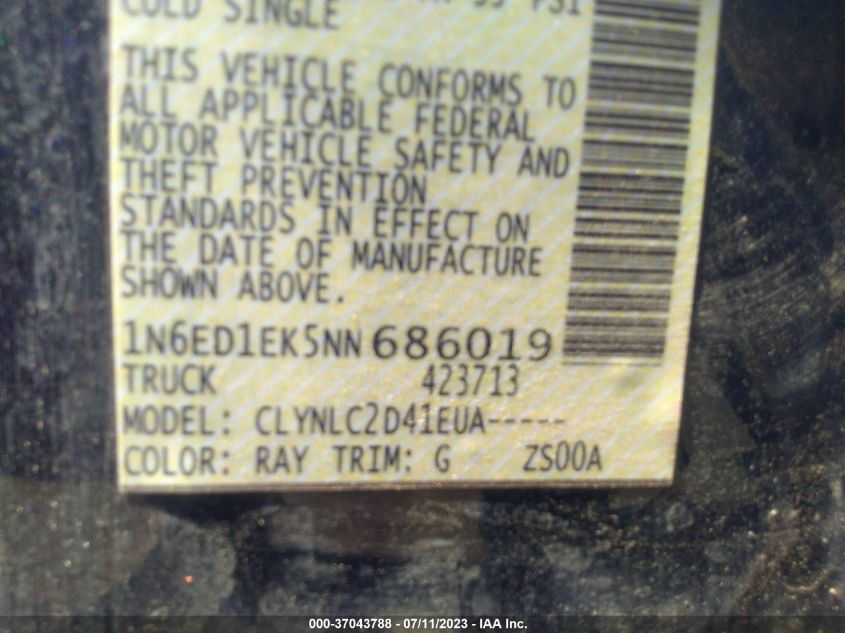 COLD SINGLE PSI
THIS VEHICLE CONFORMS TO
ALL APPLICABLE FEDERAL
MOTOR VEHICLE SAFETY AND
THEFT PREVENTION
STANDARDS IN EFFECT ON
THE DATE OF MANUFACTURE
SHOWN ABOVE.
1N6ED1EK5NN686019
TRUCK 423713
MODEL: CLYNLC2D41EUA-----
COLOR: RAY TRIM: G ZS00A
000-37043788 - 07/11/2023 - IAA Inc.